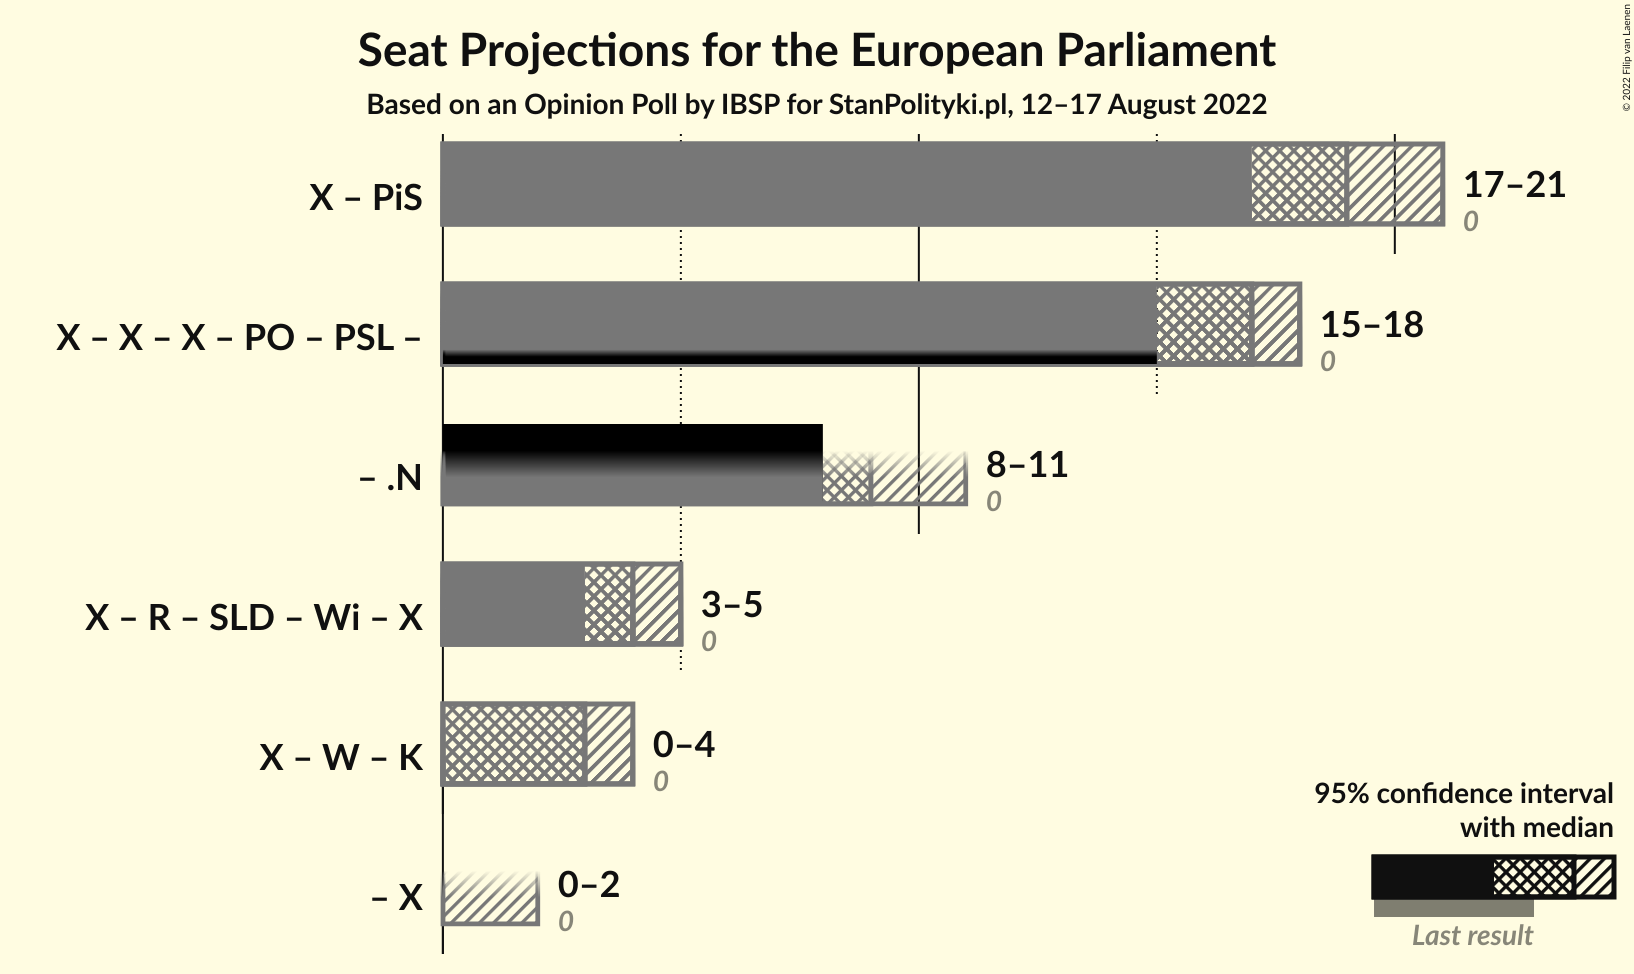 Seat Projections for the European Parliament
Based on an Opinion Poll by IBSP for StanPolityki.pl, 12–17 August 2022
© 2022 Filip van Laenen
X – PiS
17–21
0
X – X – X – PO – PSL –
15–18
0
– .N
8–11
0
X – R – SLD – Wi – X
3–5
0
X – W – K
0–4
0
– X
0–2
0
95% confidence interval
with median
Last result